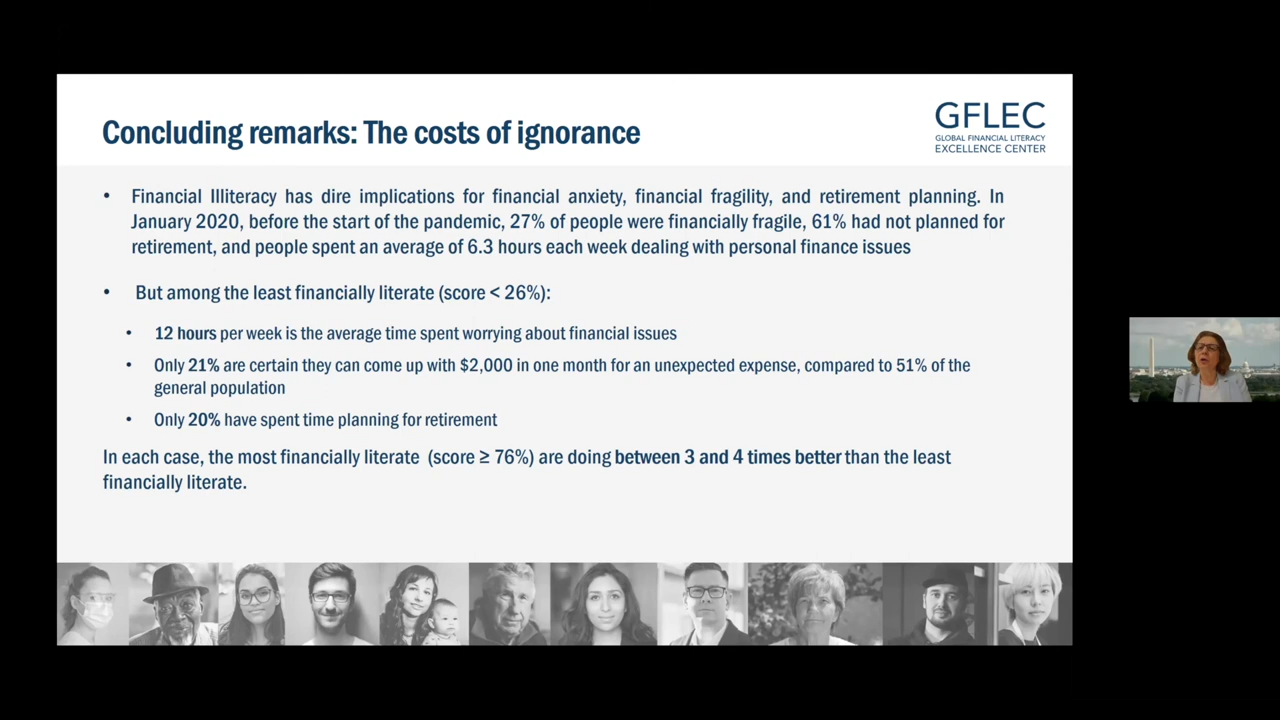 Concluding remarks: The costs of ignorance
GFLEC
GLOBAL FINANCIAL LITERACY
EXCELLENCE CENTER
• Financial Illiteracy has dire implications for financial anxiety, financial fragility, and retirement planning. In
January 2020, before the start of the pandemic, 27% of people were financially fragile, 61% had not planned for
retirement, and people spent an average of 6.3 hours each week dealing with personal finance issues
• But among the least financially literate (score < 26%):
• 12 hours per week is the average time spent worrying about financial issues
• Only 21% are certain they can come up with $2,000 in one month for an unexpected expense, compared to 51% of the
general population
• Only 20% have spent time planning for retirement
In each case, the most financially literate (score ≥ 76%) are doing between 3 and 4 times better than the least
financially literate.